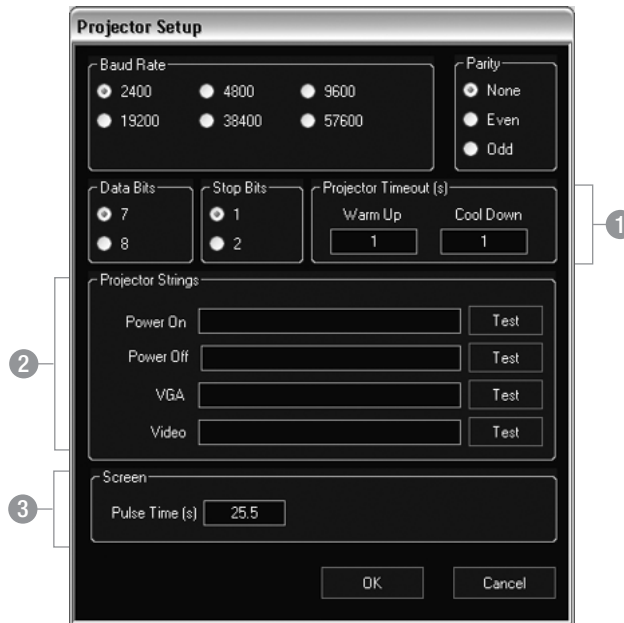 Projector Setup
Baud Rate
2400 4800 9600
19200 38400 57600
Parity
None
Even
Odd
Data Bits
7
8
Stop Bits
1
2
Projector Timeout (s)
Warm Up Cool Down
1 1
1
Projector Strings
Power On Test
Power Off Test
VGA Test
Video Test
2
Screen
Pulse Time (s) 25.5
3
OK Cancel